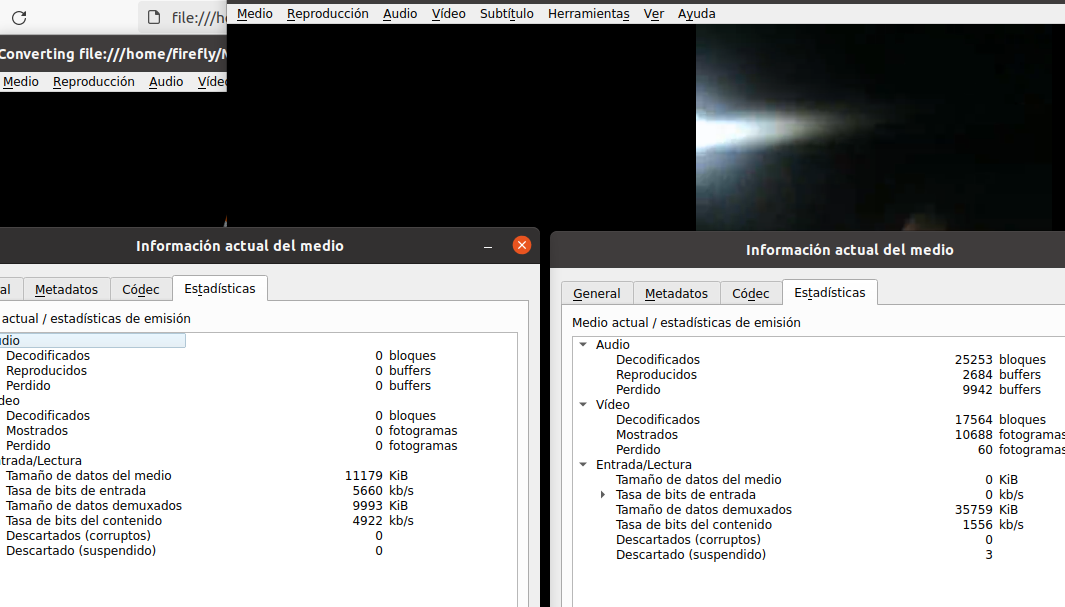 file:///h
Medio Reproducción Audio Vídeo Subtítulo Herramientas Ver Ayuda
Converting file:///home/firefly/
Medio Reproducción Audio Víde
Información actual del medio
al Metadatos Códec Estadísticas
actual / estadísticas de emisión
udio
Decodificados 0 bloques
Reproducidos 0 buffers
Perdido 0 buffers
deo
Decodificados 0 bloques
Mostrados 0 fotogramas
Perdido 0 fotogramas
ntrada/Lectura
Tamaño de datos del medio 11179 KiB
Tasa de bits de entrada 5660 kb/s
Tamaño de datos demuxados 9993 KiB
Tasa de bits del contenido 4922 kb/s
Descartados (corruptos) 0
Descartado (suspendido) 0
Información actual del medio
General Metadatos Códec Estadísticas
Medio actual / estadísticas de emisión
Audio
Decodificados 25253 bloques
Reproducidos 2684 buffers
Perdido 9942 buffers
Vídeo
Decodificados 17564 bloques
Mostrados 10688 fotogramas
Perdido 60 fotogramas
Entrada/Lectura
Tamaño de datos del medio 0 KiB
Tasa de bits de entrada 0 kb/s
Tamaño de datos demuxados 35759 KiB
Tasa de bits del contenido 1556 kb/s
Descartados (corruptos) 0
Descartado (suspendido) 3